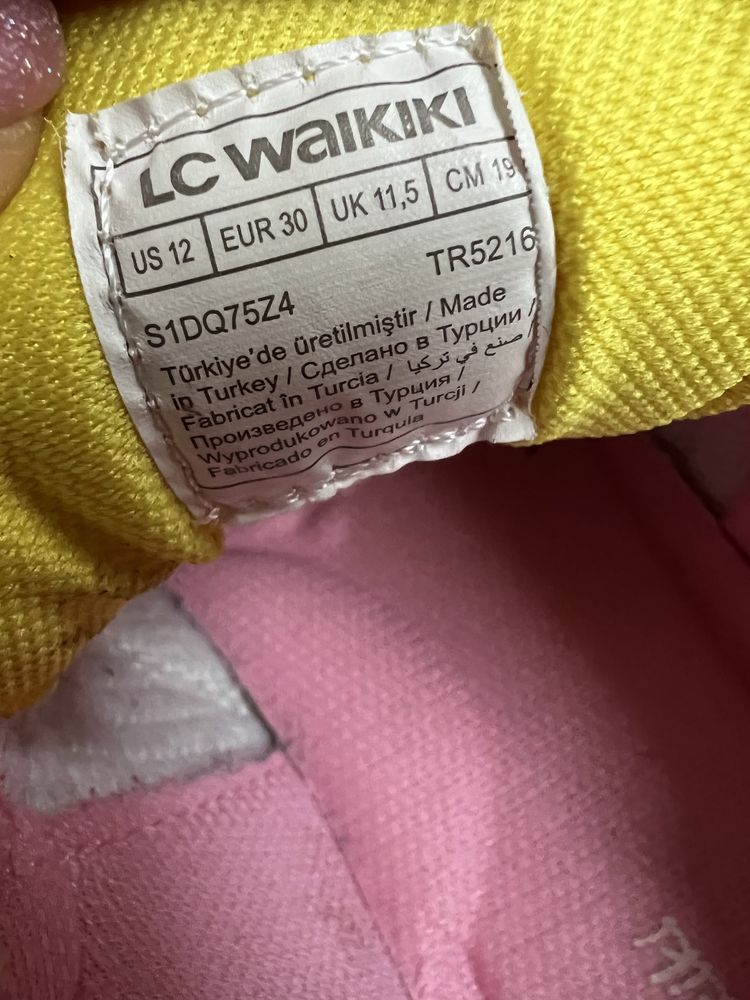 LC WAIKIKI
US 12 EUR 30 UK 11,5 CM 19
TR5216
S1DQ75Z4
Türkiye'de üretilmiştir / Made
in Turkey / Сделано в Турции /
Fabricat în Turcia / صنع في تركيا /
Произведено в Турция /
Wyprodukowano w Turcji /
Fabricado en Turquia